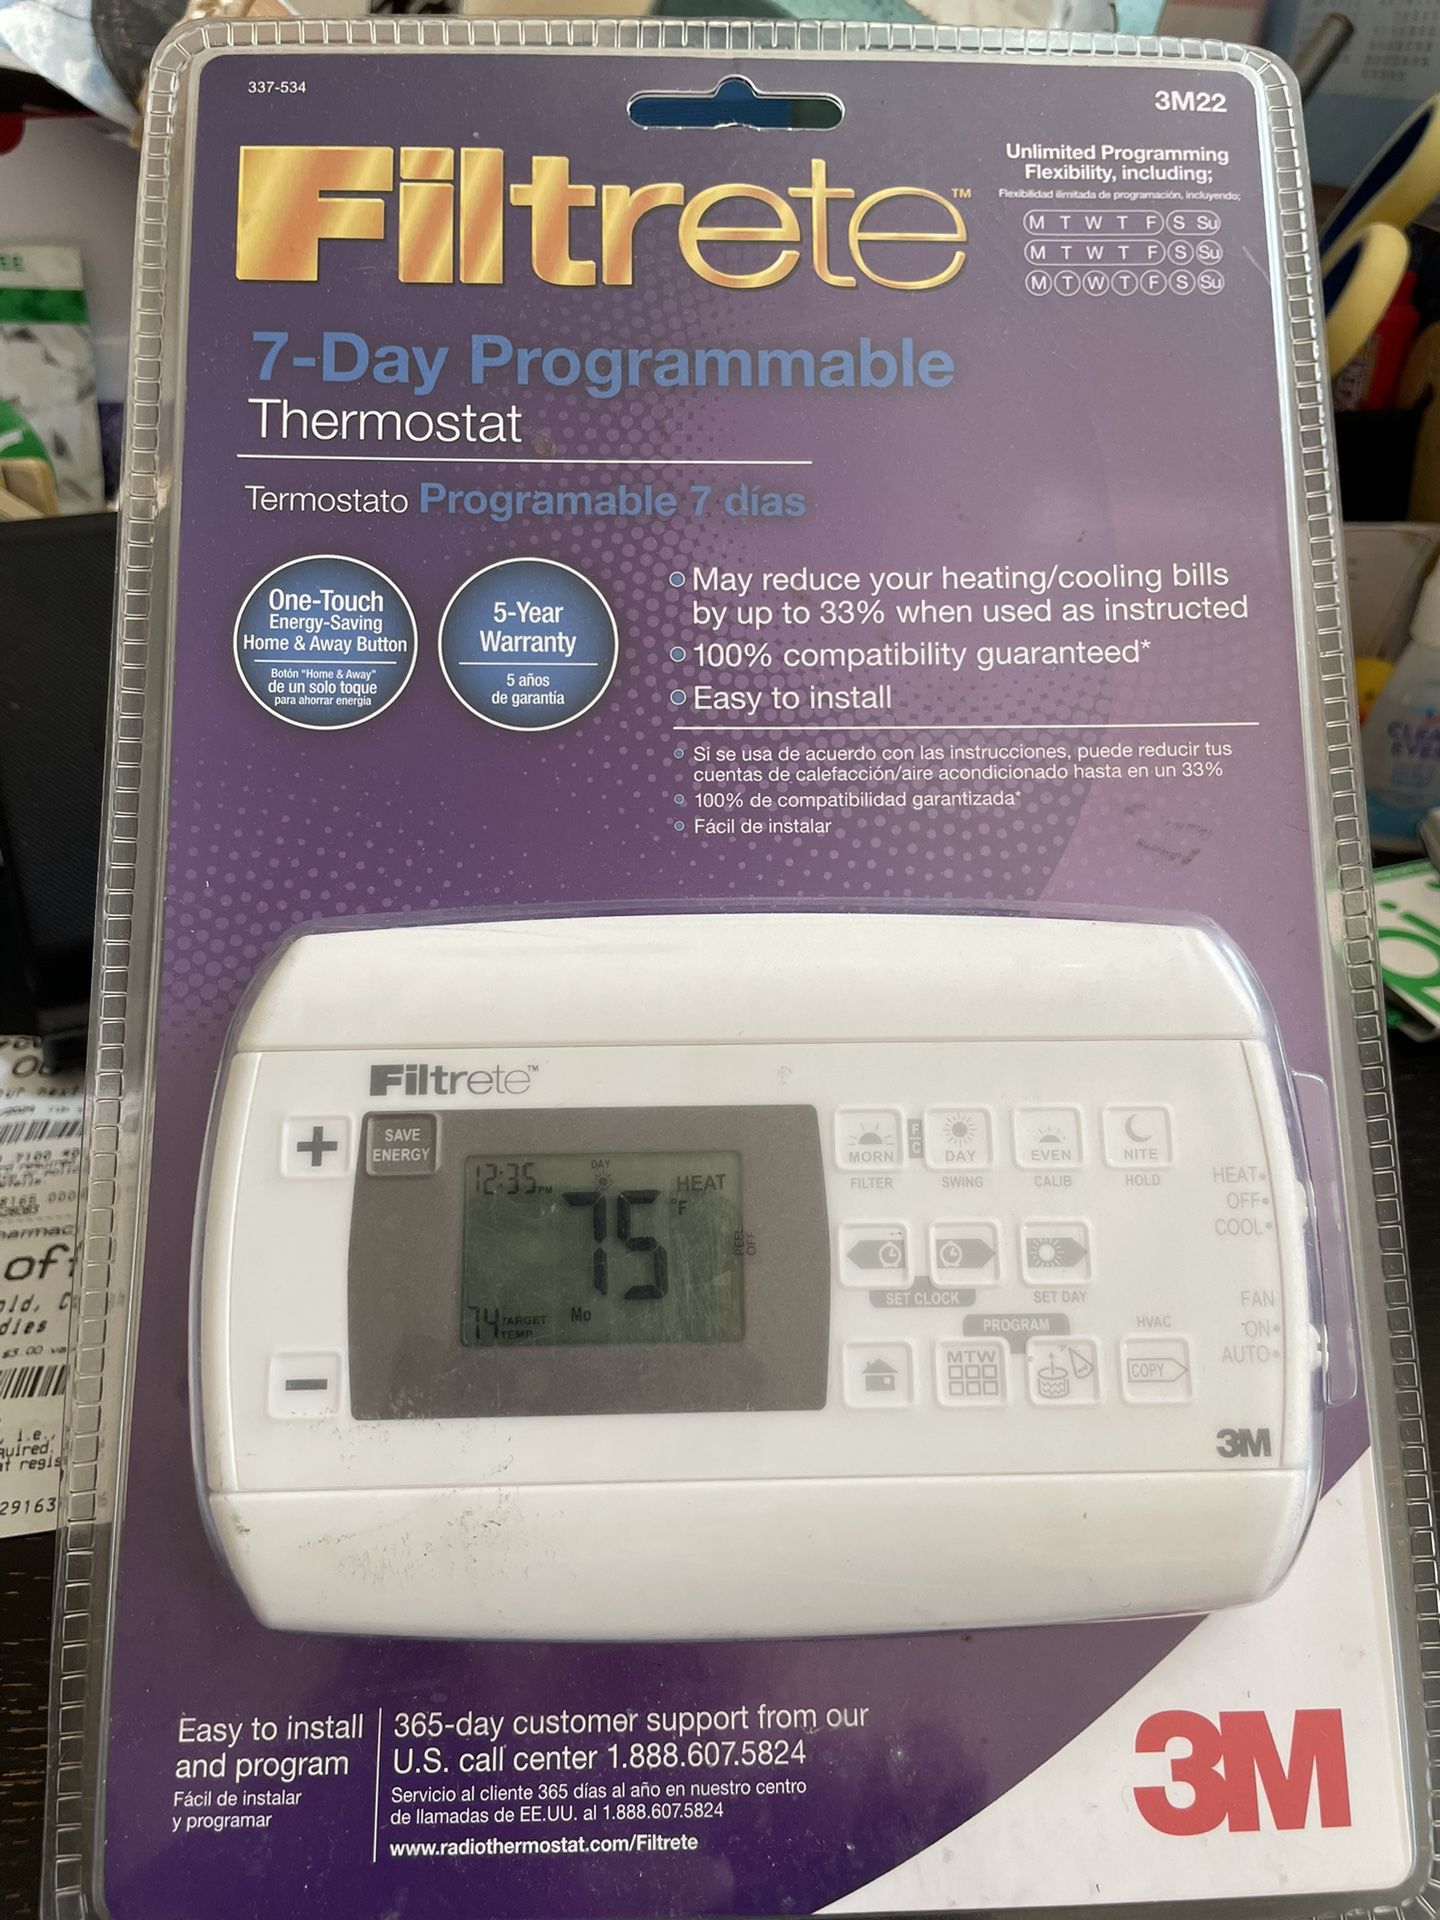 337-534
3M22
Filtrete™
Unlimited Programming
Flexibility, including;
Flexibilidad ilimitada de programación, incluyendo;
M T W T F S Su
M T W T F S Su
M T W T F S Su
7-Day Programmable
Thermostat
Termostato Programable 7 días
One-Touch
Energy-Saving
Home & Away Button
Botón "Home & Away"
de un solo toque
para ahorrar energía
5-Year
Warranty
5 años
de garantía
May reduce your heating/cooling bills
by up to 33% when used as instructed
100% compatibility guaranteed*
Easy to install
Si se usa de acuerdo con las instrucciones, puede reducir tus
cuentas de calefacción/aire acondicionado hasta en un 33%
100% de compatibilidad garantizada*
Fácil de instalar
Filtrete™
SAVE
ENERGY
12:35 PM
DAY
HEAT
75 °F
PEEL
OFF
74 TARGET
TEMP
Mo
MORN
F
C
DAY
EVEN
NITE
FILTER
SWING
CALIB
HOLD
HEAT
OFF
COOL
SET CLOCK
SET DAY
PROGRAM
HVAC
MTW
COPY
FAN
ON
AUTO
3M
Easy to install
and program
Fácil de instalar
y programar
365-day customer support from our
U.S. call center 1.888.607.5824
Servicio al cliente 365 días al año en nuestro centro
de llamadas de EE.UU. al 1.888.607.5824
www.radiothermostat.com/Filtrete
3M
29163